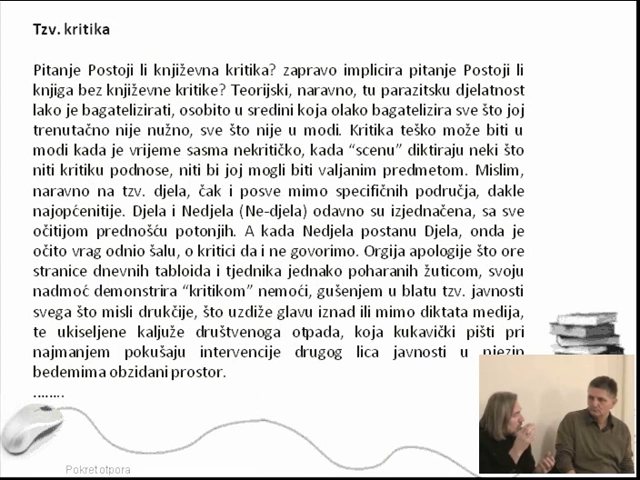 Tzv. kritika
Pitanje Postoji li književna kritika? zapravo implicira pitanje Postoji li
knjiga bez književne kritike? Teorijski, naravno, tu parazitsku djelatnost
lako je bagatelizirati, osobito u sredini koja olako bagatelizira sve što joj
trenutačno nije nužno, sve što nije u modi. Kritika teško može biti u
modi kada je vrijeme sasma nekritičko, kada “scenu” diktiraju neki što
niti kritiku podnose, niti bi joj mogli biti valjanim predmetom. Mislim,
naravno na tzv. djela, čak i posve mimo specifičnih područja, dakle
najopćenitije. Djela i Nedjela (Ne-djela) odavno su izjednačena, sa sve
očitijom prednošću potonjih. A kada Nedjela postanu Djela, onda je
očito vrag odnio šalu, o kritici da i ne govorimo. Orgija apologije što ore
stranice dnevnih tabloida i tjednika jednako poharanih žuticom, svoju
nadmoć demonstrira “kritikom” nemoći, gušenjem u blatu tzv. javnosti
svega što misli drukčije, što uzdiže glavu iznad ili mimo diktata medija,
te ukiseljene kaljuže društvenoga otpada, koja kukavički pišti pri
najmanjem pokušaju intervencije drugog lica javnosti u njezin
bedemima obzidani prostor.
........
Pokret otpora